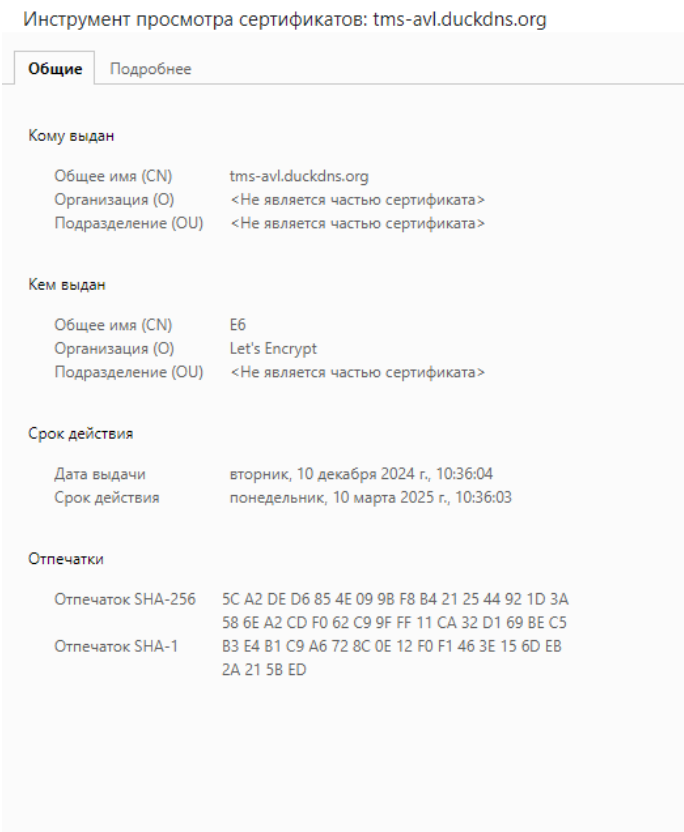 Инструмент просмотра сертификатов: tms-avl.duckdns.org
Общие Подробнее
Кому выдан
Общее имя (CN) tms-avl.duckdns.org
Организация (O) <Не является частью сертификата>
Подразделение (OU) <Не является частью сертификата>
Кем выдан
Общее имя (CN) E6
Организация (O) Let's Encrypt
Подразделение (OU) <Не является частью сертификата>
Срок действия
Дата выдачи вторник, 10 декабря 2024 г., 10:36:04
Срок действия понедельник, 10 марта 2025 г., 10:36:03
Отпечатки
Отпечаток SHA-256 5C A2 DE D6 85 4E 09 9B F8 B4 21 25 44 92 1D 3A
58 6E A2 CD F0 62 C9 9F FF 11 CA 32 D1 69 BE C5
Отпечаток SHA-1 B3 E4 B1 C9 A6 72 8C 0E 12 F0 F1 46 3E 15 6D EB
2A 21 5B ED